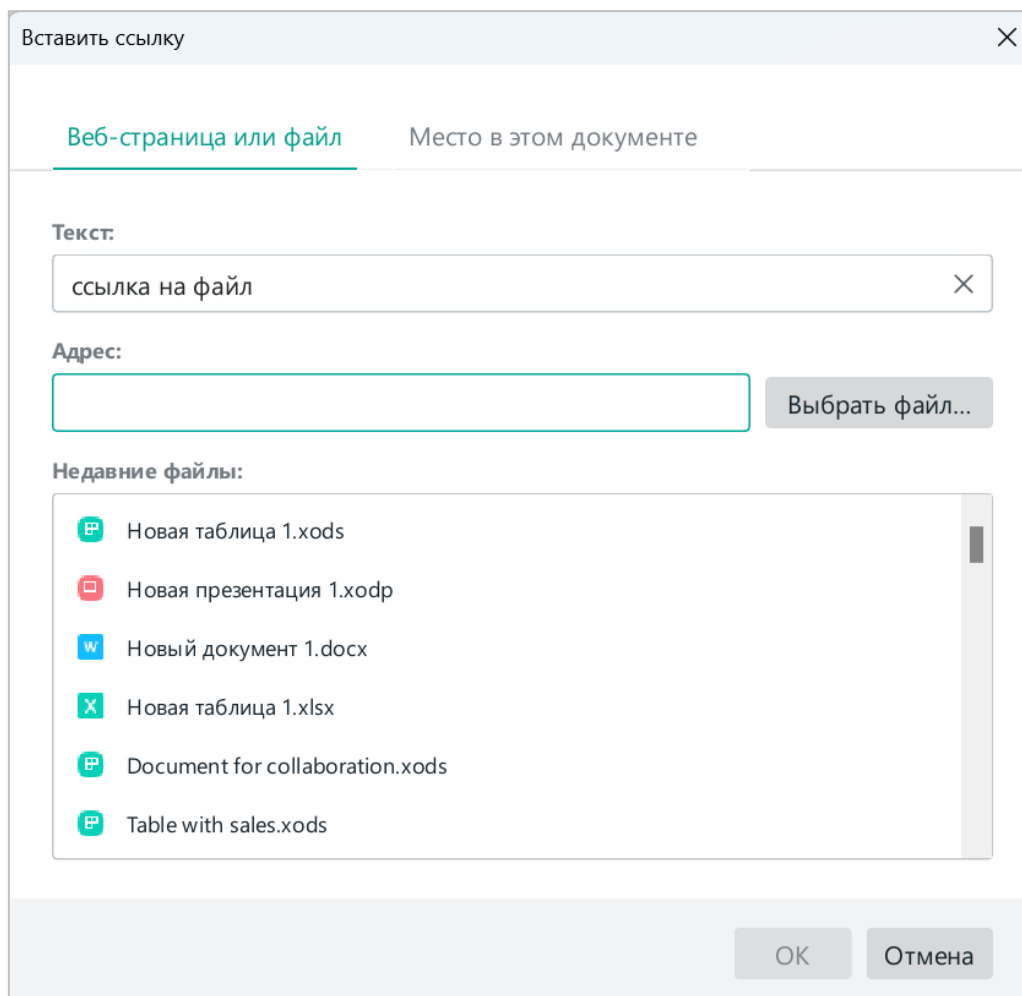 Вставить ссылку
Веб-страница или файл Место в этом документе
Текст:
ссылка на файл
Адрес:
Выбрать файл...
Недавние файлы:
Новая таблица 1.xods
Новая презентация 1.xodp
W Новый документ 1.docx
X Новая таблица 1.xlsx
Document for collaboration.xods
Table with sales.xods
OK Отмена